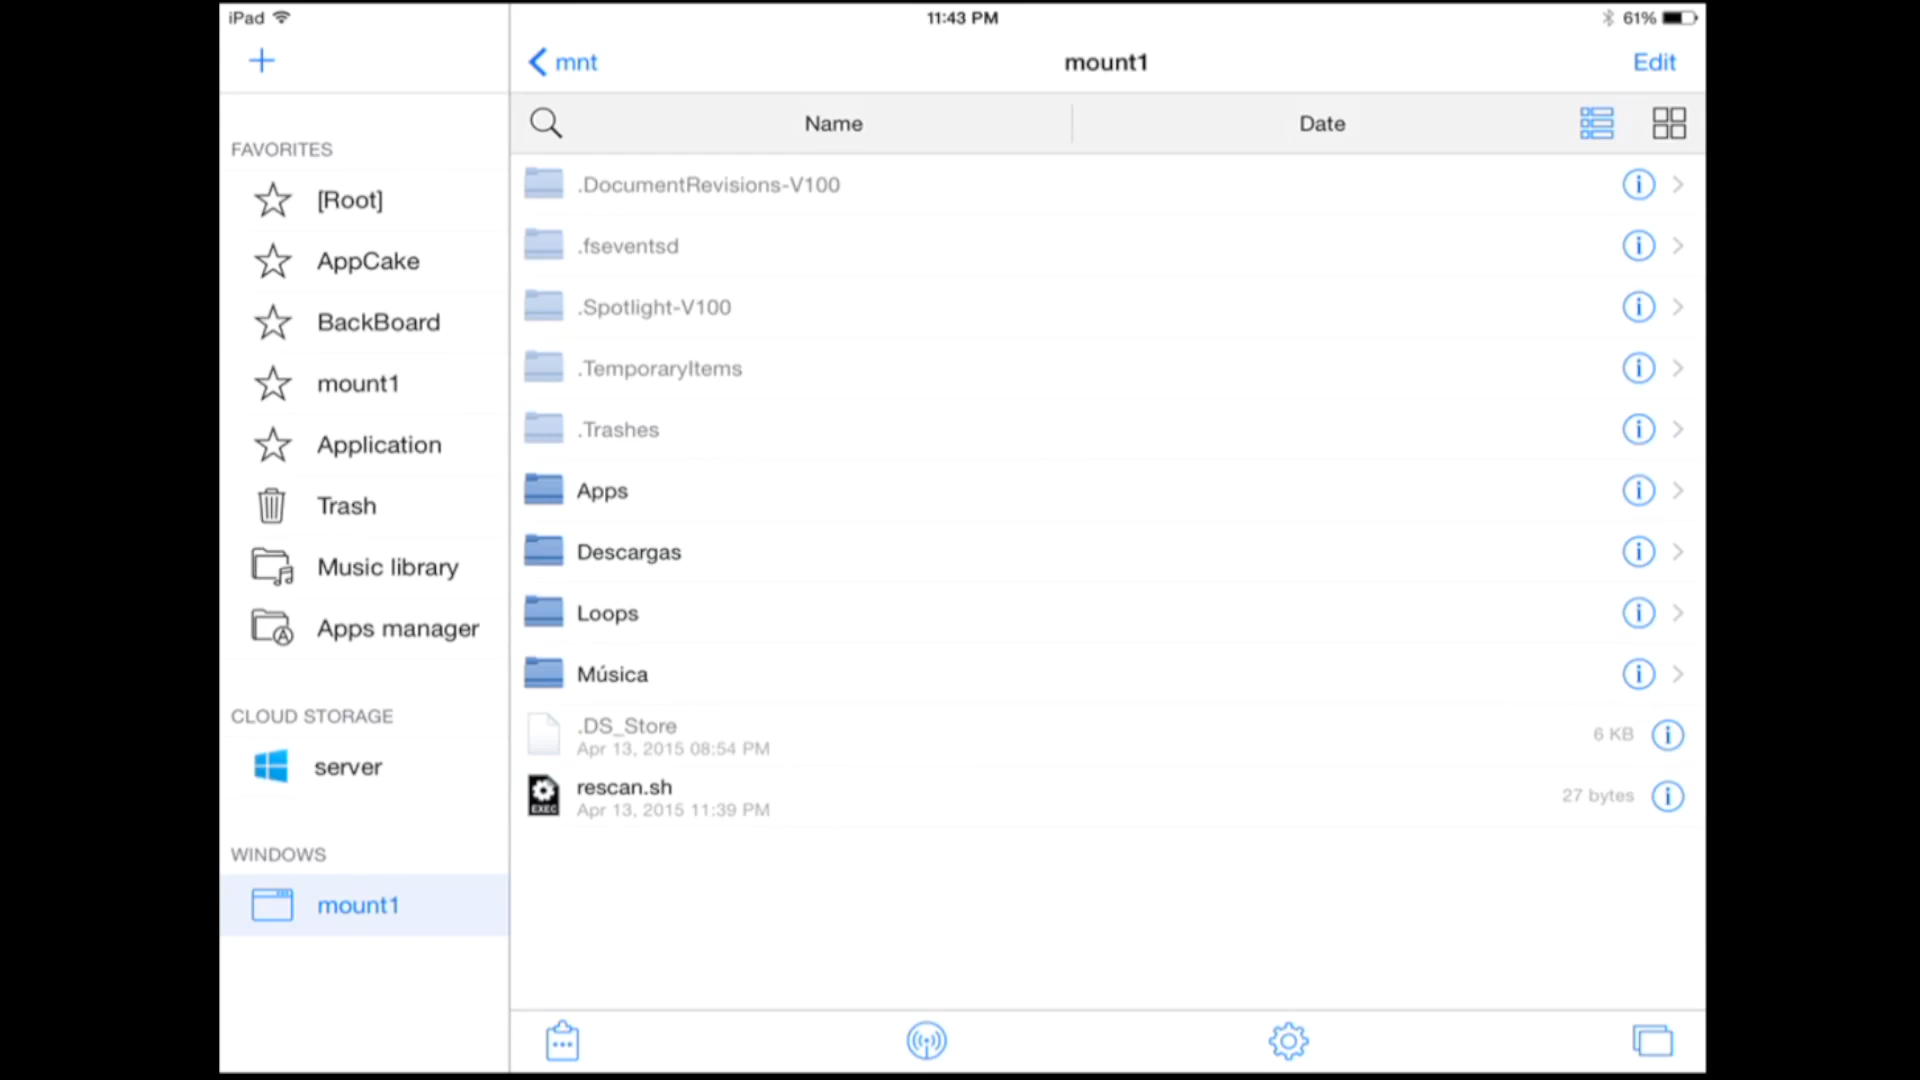 iPad
11:43 PM
61%
mnt
mount1
Edit
Name
Date
FAVORITES
[Root]
AppCake
BackBoard
mount1
Application
Trash
Music library
Apps manager
CLOUD STORAGE
server
WINDOWS
mount1
.DocumentRevisions-V100
.fseventsd
.Spotlight-V100
.TemporaryItems
.Trashes
Apps
Descargas
Loops
Música
.DS_Store
Apr 13, 2015 08:54 PM
6 KB
EXEC
rescan.sh
Apr 13, 2015 11:39 PM
27 bytes